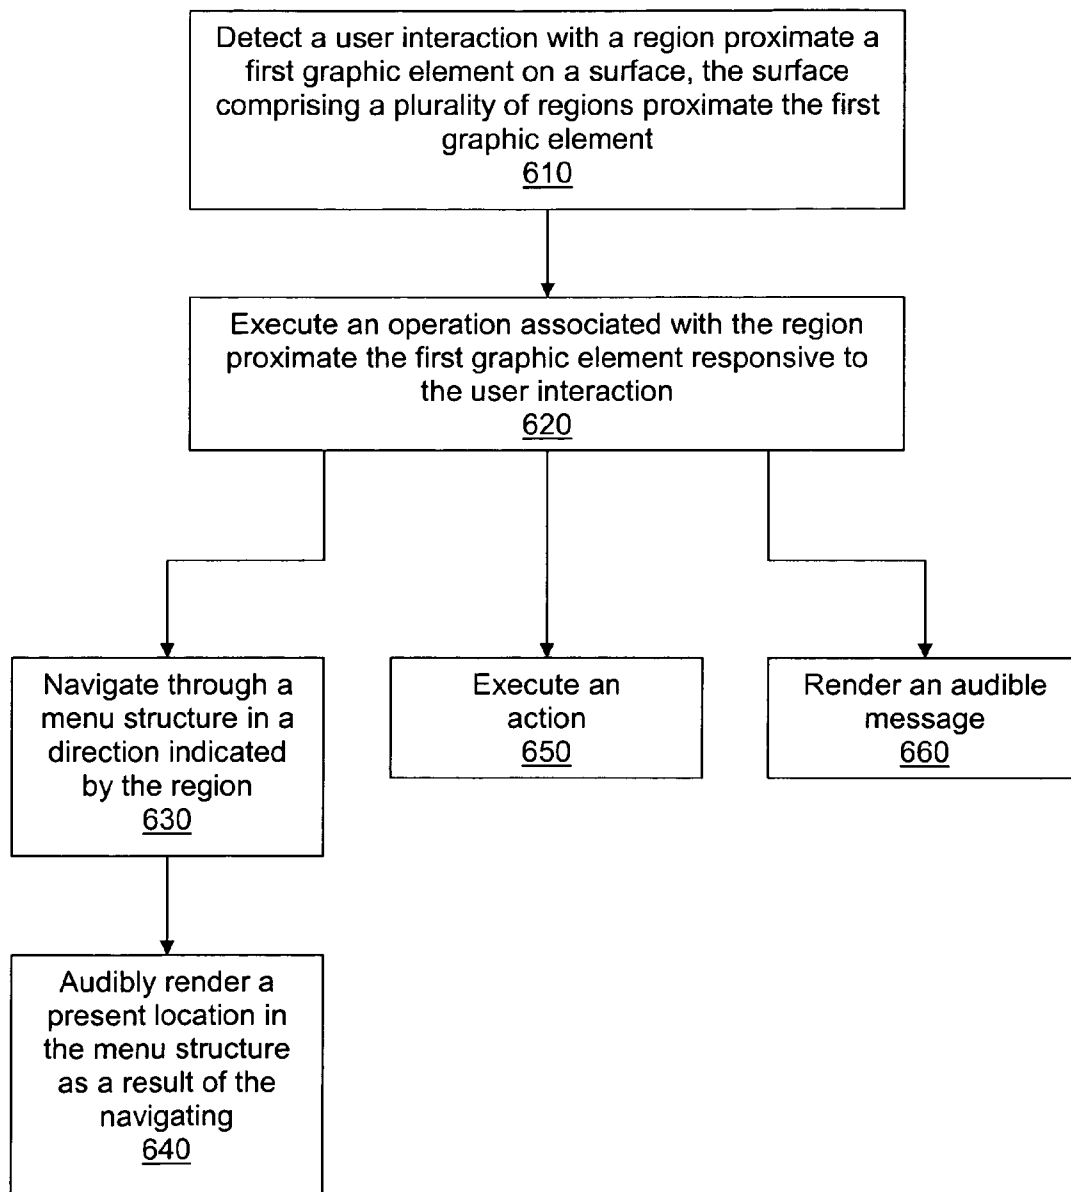 Detect a user interaction with a region proximate a
first graphic element on a surface, the surface
comprising a plurality of regions proximate the first
graphic element
610
Execute an operation associated with the region
proximate the first graphic element responsive to
the user interaction
620
Navigate through a
menu structure in a
direction indicated
by the region
630
Execute an
action
650
Render an audible
message
660
Audibly render a
present location in
the menu structure
as a result of the
navigating
640